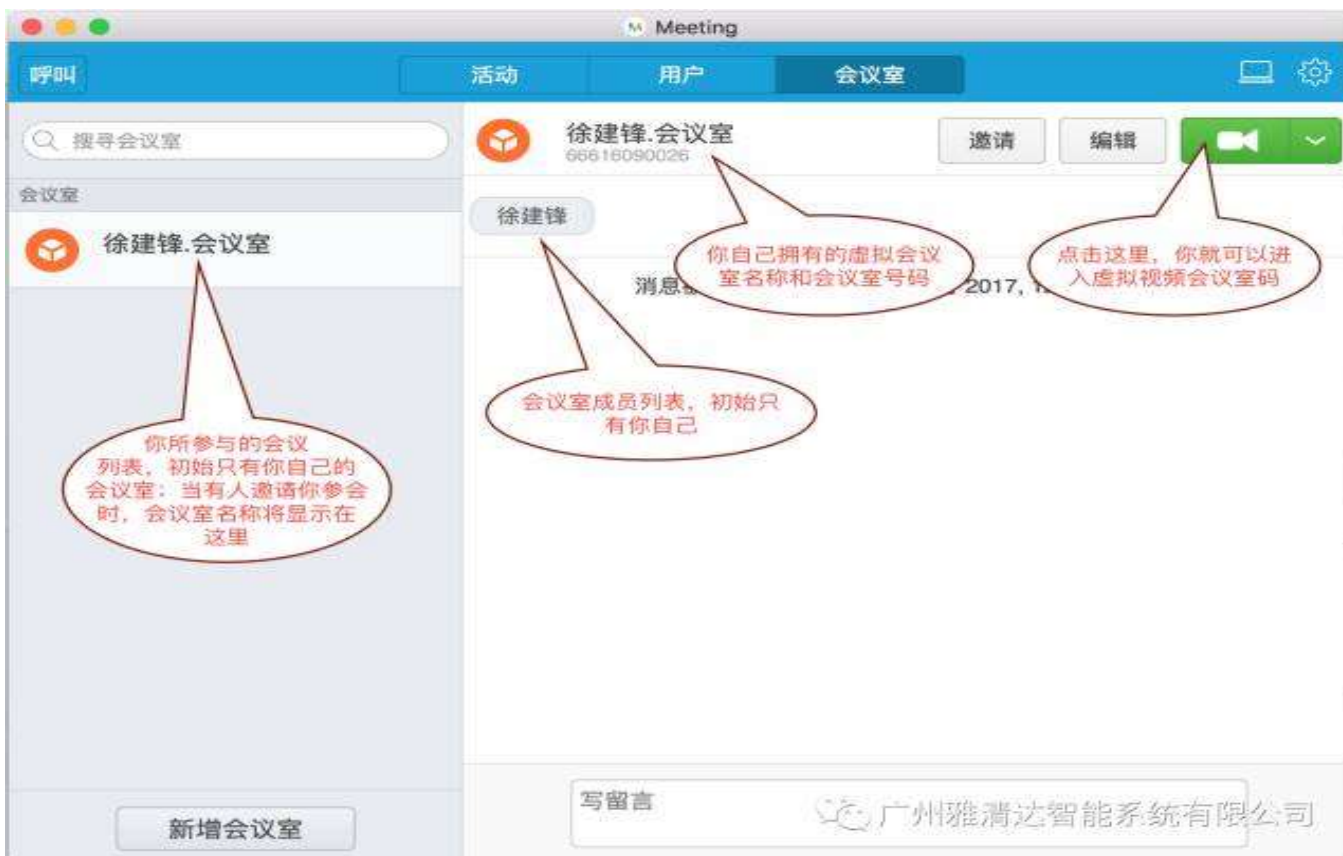 Meeting
呼叫
活动
用户
会议室
搜寻会议室
徐建锋.会议室
66616090026
邀请
编辑
会议室
徐建锋.会议室
徐建锋
你自己拥有的虚拟会议
室名称和会议室号码
点击这里，你就可以进
入虚拟视频会议室码
消息
2017, 1
会议室成员列表，初始只
有你自己
你所参与的会议
列表，初始只有你自己的
会议室；当有人邀请你参会
时，会议室名称将显示在
这里
新增会议室
写留言
广州雅清达智能系统有限公司